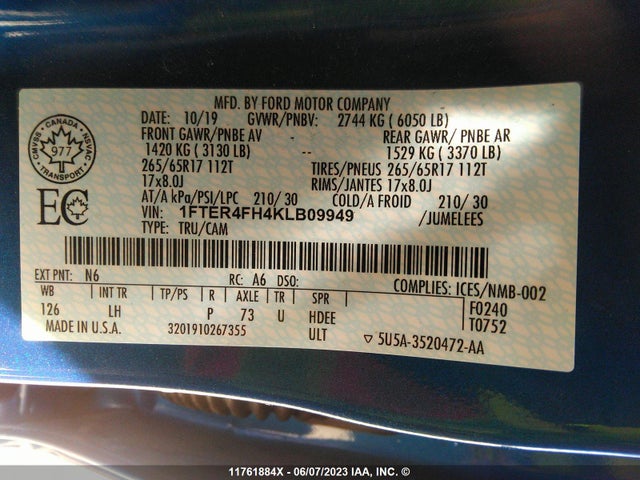 MFD. BY FORD MOTOR COMPANY
DATE: 10/19 GVWR/PNBV: 2744 KG ( 6050 LB)
FRONT GAWR/PNBE AV - REAR GAWR/ PNBE AR
1420 KG ( 3130 LB) -- 1529 KG ( 3370 LB)
265/65R17 112T TIRES/PNEUS 265/65R17 112T
17x8.0J RIMS/JANTES 17x8.0J
AT/A kPa/PSI/LPC 210/ 30 COLD/A FROID 210/ 30
VIN: 1FTER4FH4KLB09949 /JUMELEES
TYPE: TRU/CAM
CANADA
CMVSS NSVAC
977
EC
EXT PNT: N6 RC: A6 DSO: COMPLIES: ICES/NMB-002
WB INT TR TP/PS R AXLE TR SPR F0240
126 LH P 73 U HDEE T0752
MADE IN U.S.A. 3201910267355 ULT ▽ 5U5A-3520472-AA
11761884X - 06/07/2023 IAA, INC. ©